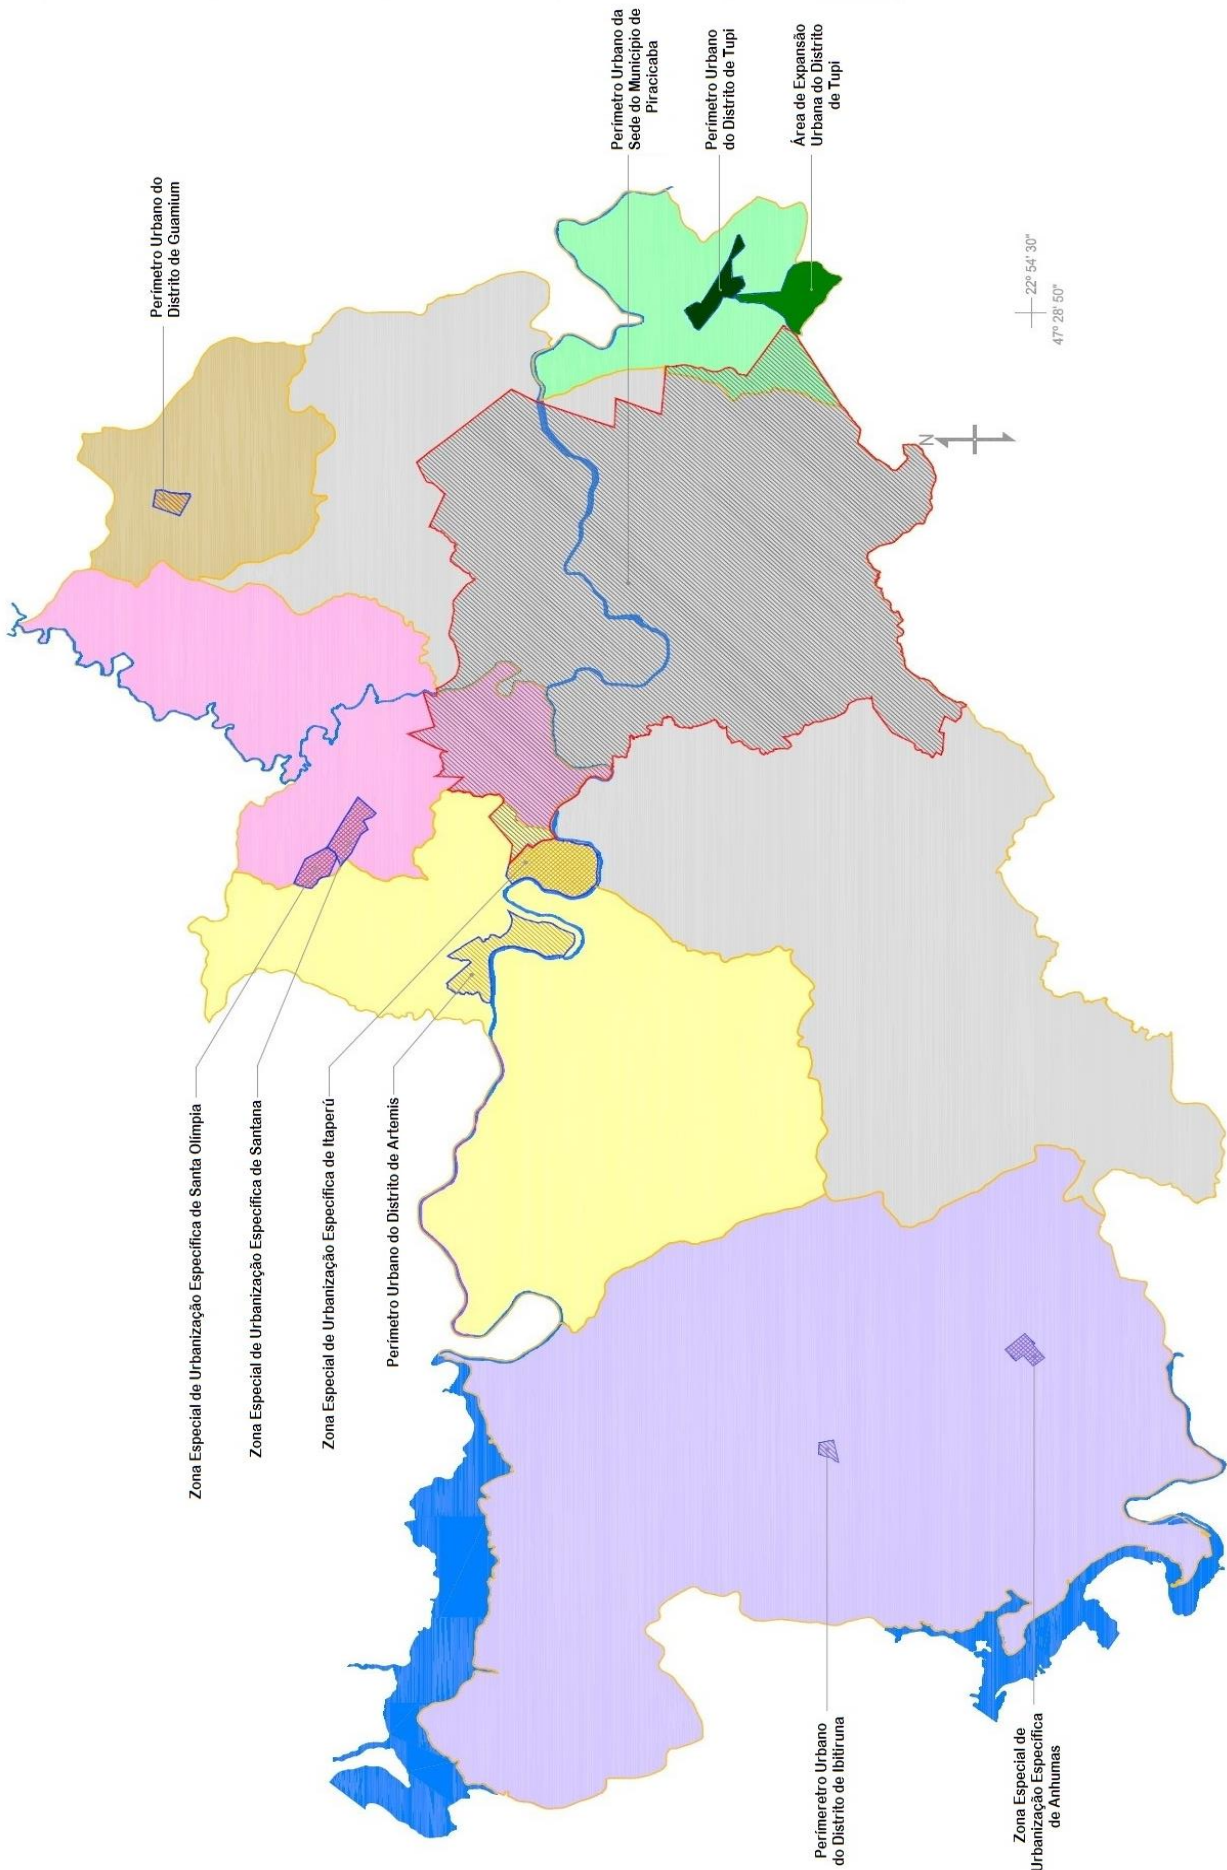 Perímetro Urbano do
Distrito de Guamium
Perímetro Urbano da
Sede do Município de
Piracicaba
Perímetro Urbano
do Distrito de Tupi
Área de Expansão
Urbana do Distrito
de Tupi
22º 54' 30"
47º 28' 50"
N
Zona Especial de Urbanização Específica de Santa Olímpia
Zona Especial de Urbanização Específica de Santana
Zona Especial de Urbanização Específica de Itaperú
Perímetro Urbano do Distrito de Artemis
Perímeretro Urbano
do Distrito de Ibitiruna
Zona Especial de
Urbanização Específica
de Anhumas